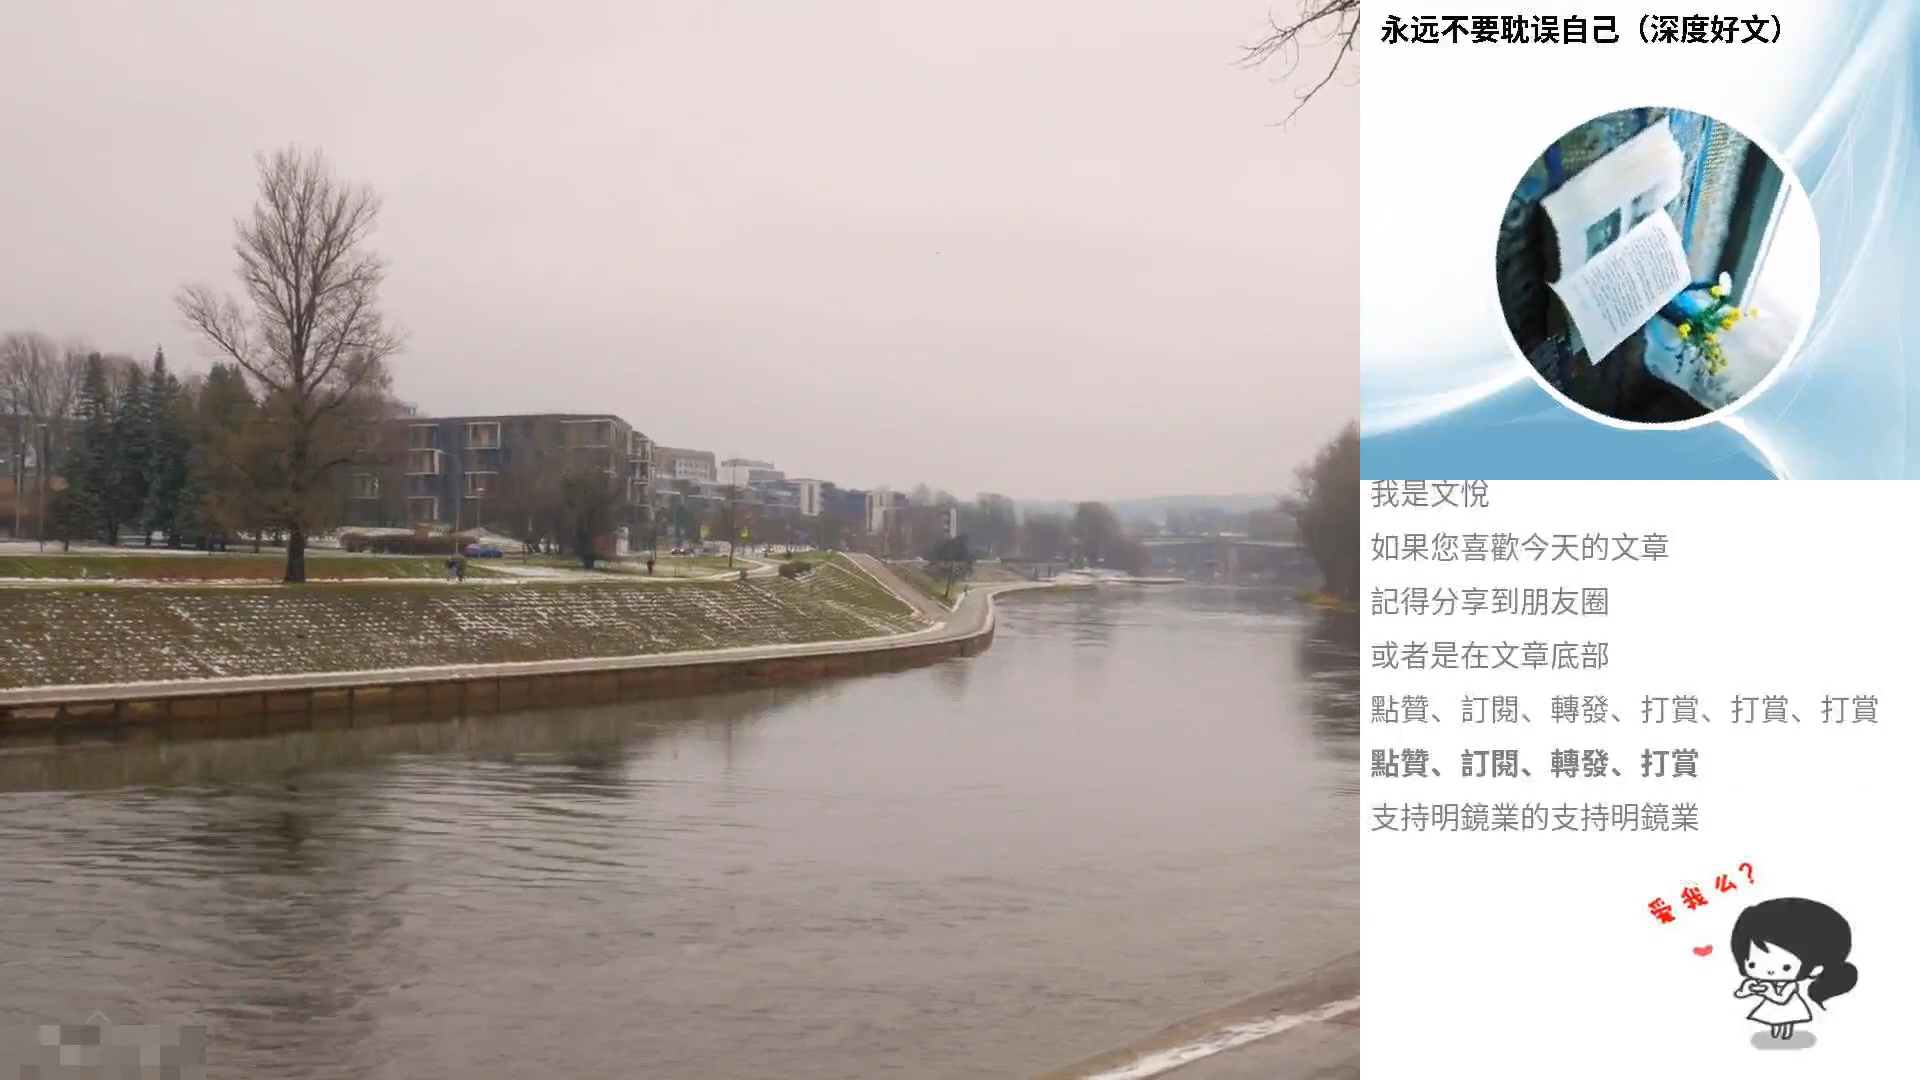 永远不要耽误自己（深度好文）
我是文悅
如果您喜歡今天的文章
記得分享到朋友圈
或者是在文章底部
點贊、訂閱、轉發、打賞、打賞、打賞
點贊、訂閱、轉發、打賞
支持明鏡業的支持明鏡業
爱我么?